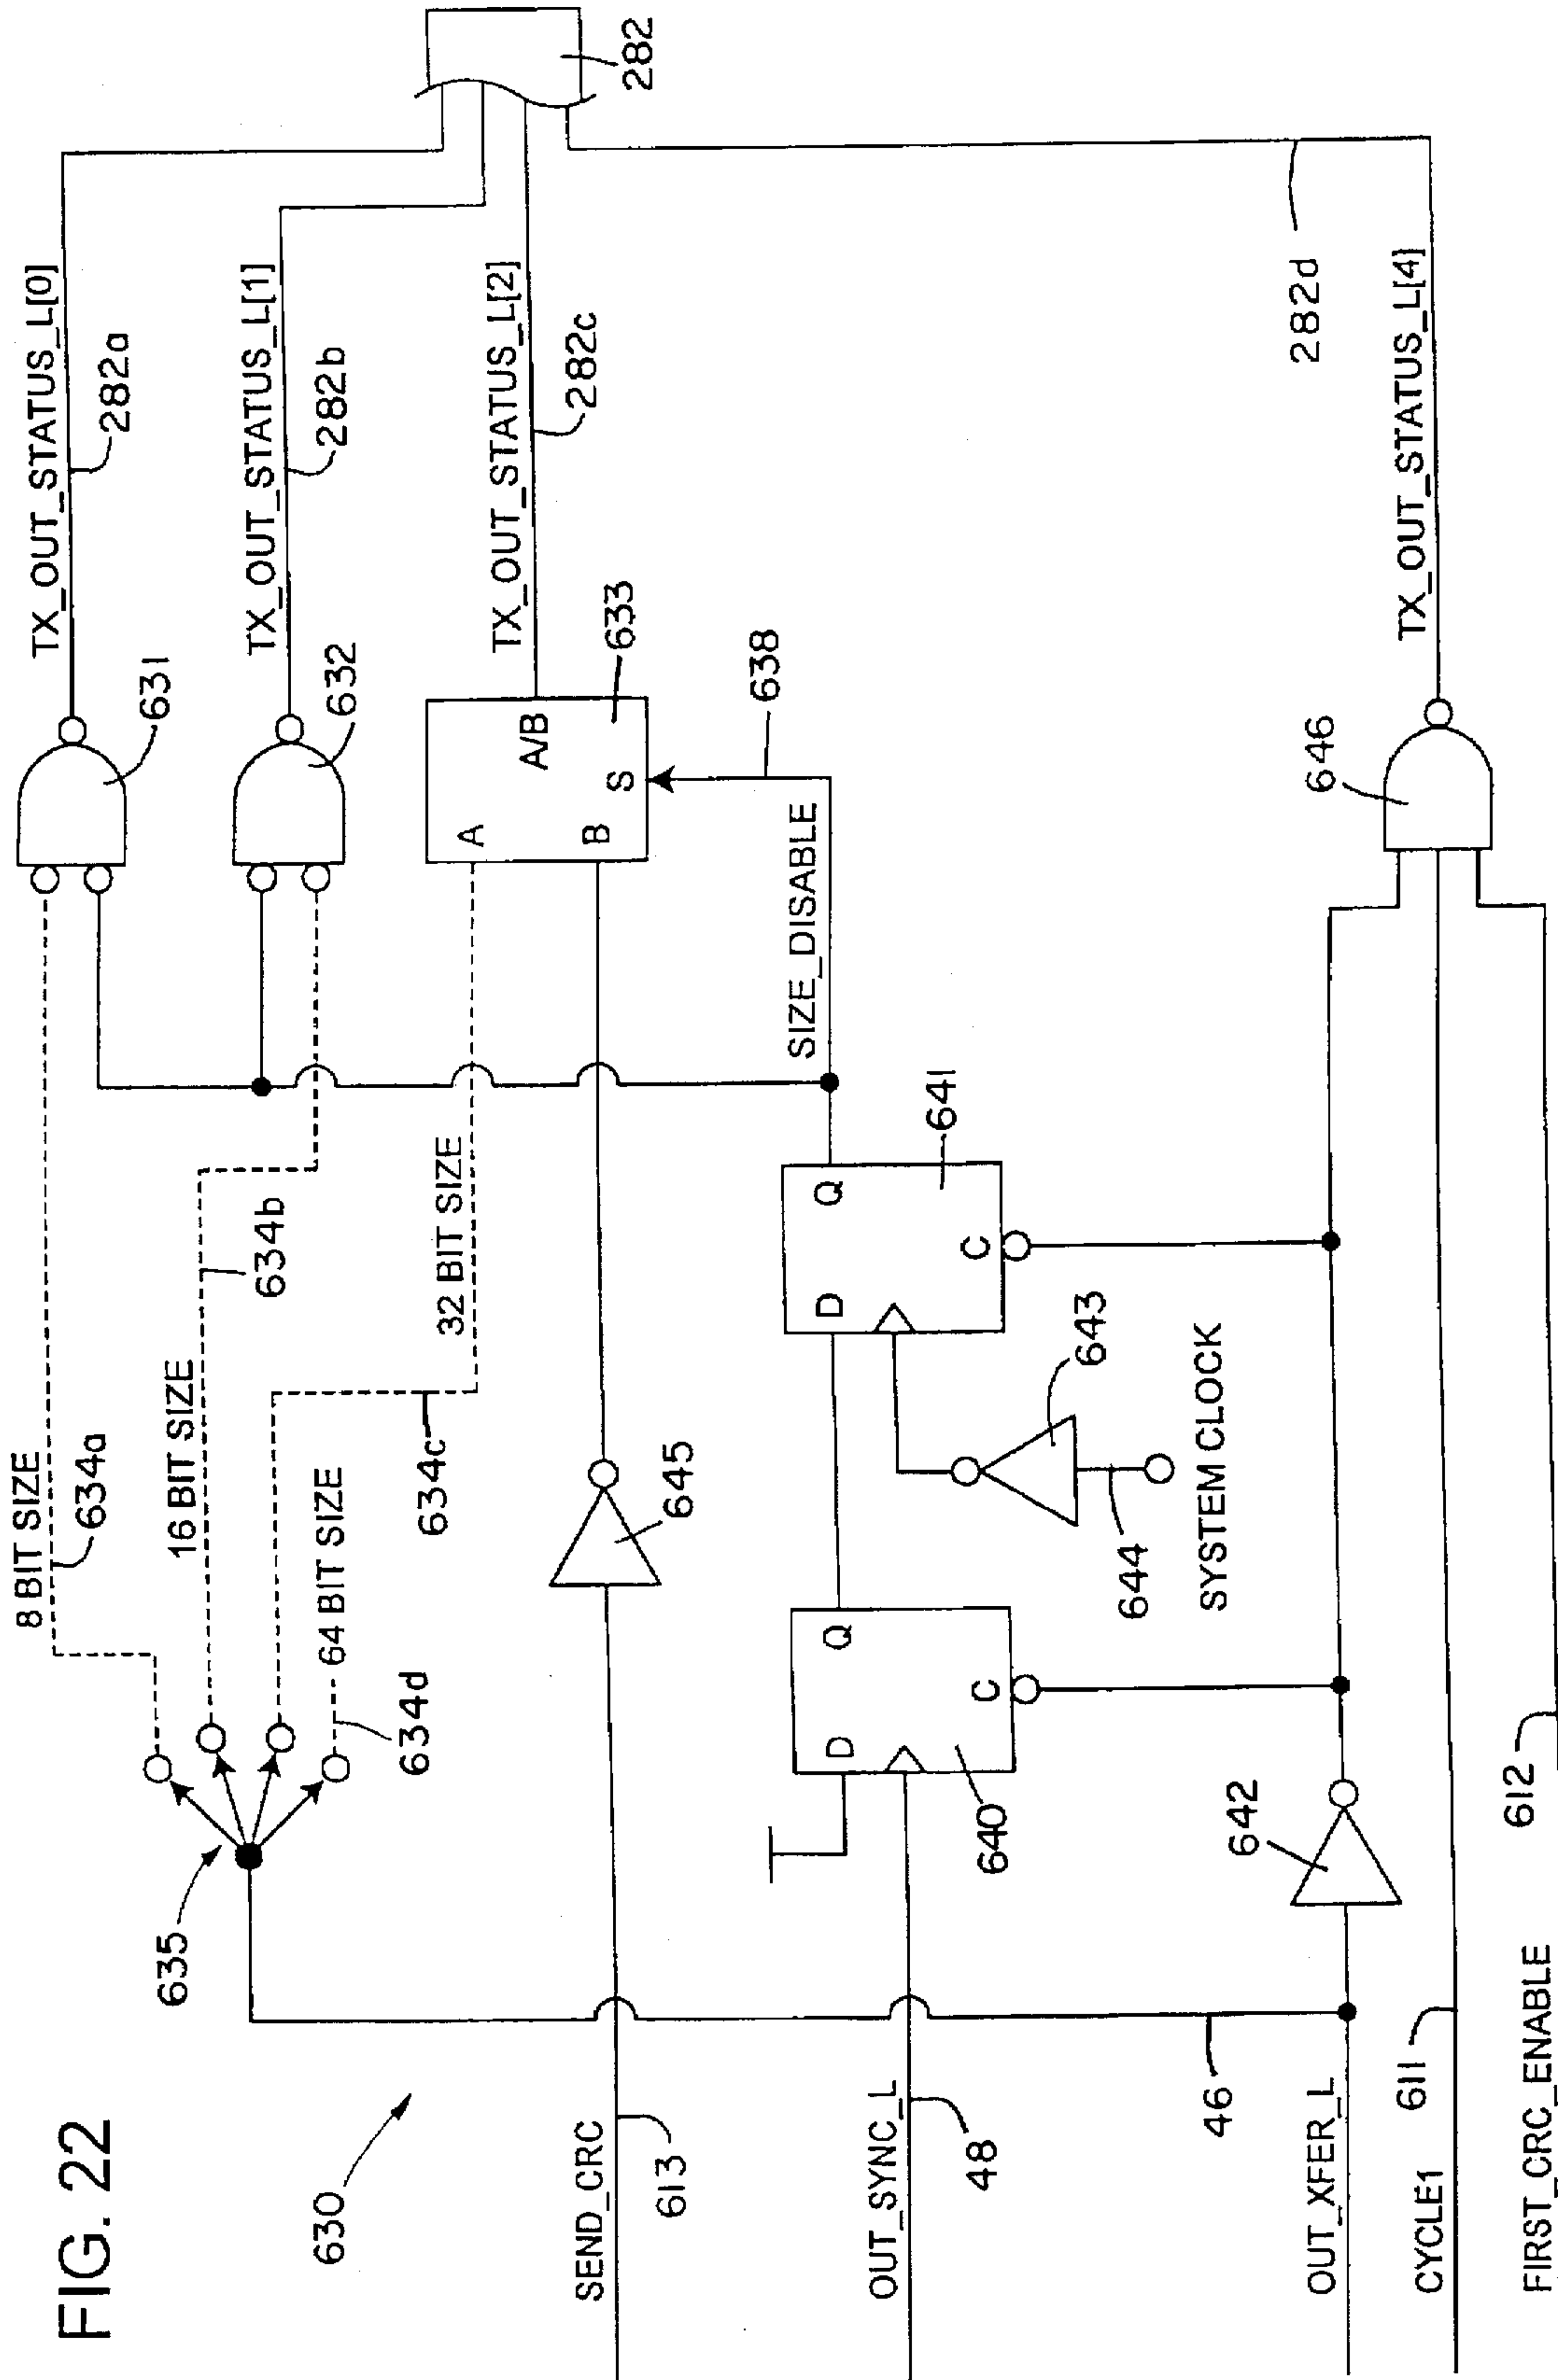 FIG. 22
630
635
8 BIT SIZE
634a
16 BIT SIZE
634b
32 BIT SIZE
634c
64 BIT SIZE
634d
631
TX_OUT_STATUS_L[0]
282a
632
TX_OUT_STATUS_L[1]
282b
A
B
A/B
S
633
TX_OUT_STATUS_L[2]
282c
282
SEND_CRC
613
645
SIZE_DISABLE
638
OUT_SYNC_L
48
D
Q
C
640
D
Q
C
641
643
644
SYSTEM CLOCK
46
OUT_XFER_L
642
CYCLE1
611
FIRST_CRC_ENABLE
612
646
TX_OUT_STATUS_L[4]
282d